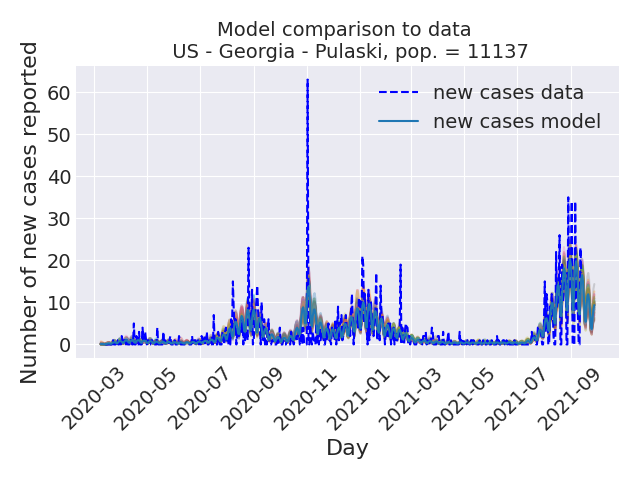 Model comparison to data
US - Georgia - Pulaski, pop. = 11137
new cases data
new cases model
Number of new cases reported
60
50
40
30
20
10
0
2020-03
2020-05
2020-07
2020-09
2020-11
2021-01
2021-03
2021-05
2021-07
2021-09
Day